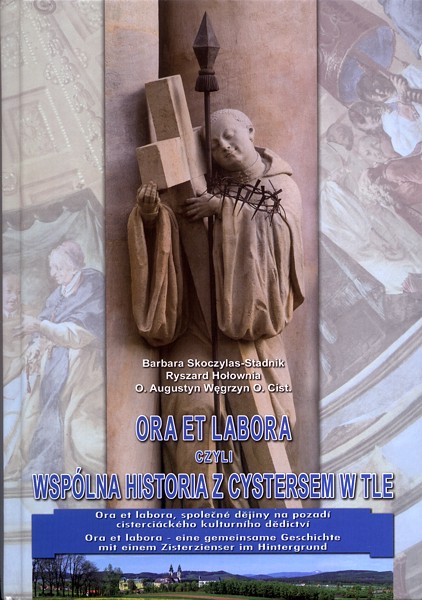 Barbara Skoczylas-Stadnik
Ryszard Hołownia
O. Augustyn Węgrzyn O. Cist.
ORA ET LABORA
CZYLI
WSPÓLNA HISTORIA Z CYSTERSEM W TLE
Ora et labora, společné dějiny na pozadí
cisterciáckého kulturního dědictví
Ora et labora - eine gemeinsame Geschichte
mit einem Zisterzienser im Hintergrund